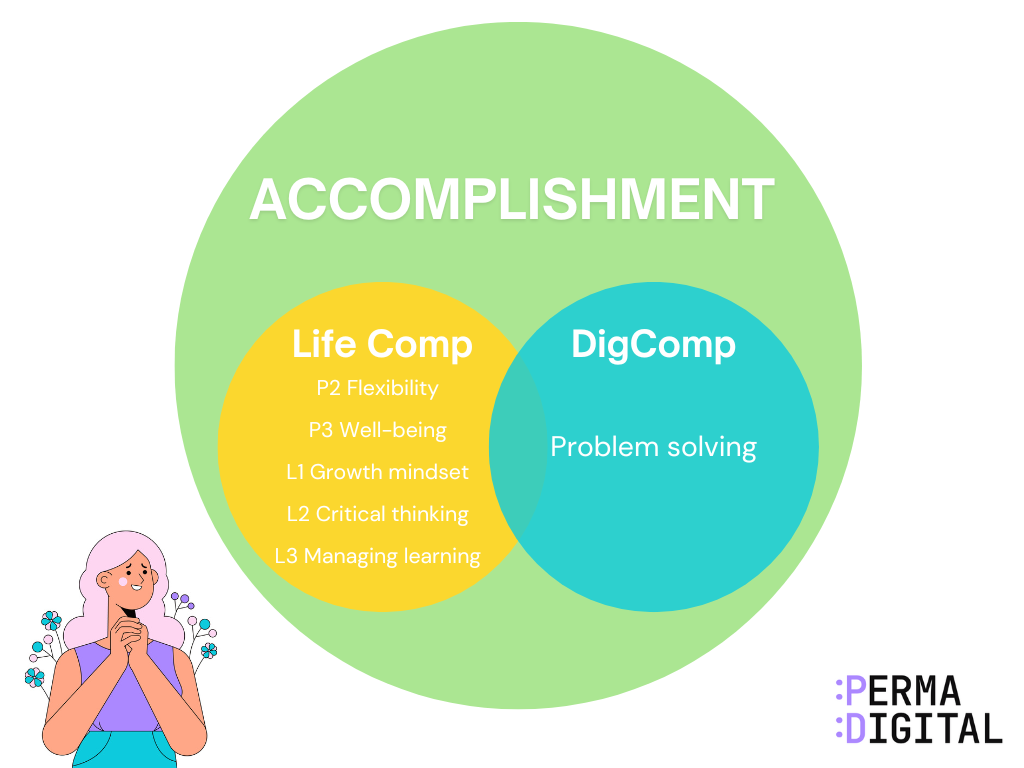 ACCOMPLISHMENT
Life Comp
P2 Flexibility
P3 Well-being
L1 Growth mindset
L2 Critical thinking
L3 Managing learning
DigComp
Problem solving
:PERMA
:DIGITAL